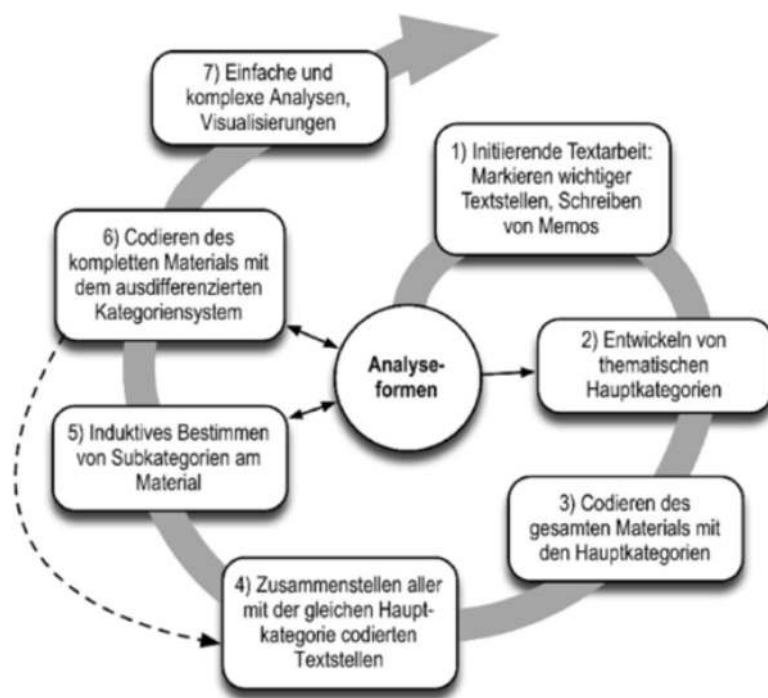 7) Einfache und
komplexe Analysen,
Visualisierungen
1) Initiierende Textarbeit:
Markieren wichtiger
Textstellen, Schreiben
von Memos
6) Codieren des
kompletten Materials mit
dem ausdifferenzierten
Kategoriensystem
Analyse-
formen
2) Entwickeln von
thematischen
Hauptkategorien
5) Induktives Bestimmen
von Subkategorien am
Material
3) Codieren des
gesamten Materials mit
den Hauptkategorien
4) Zusammenstellen aller
mit der gleichen Haupt-
kategorie codierten
Textstellen